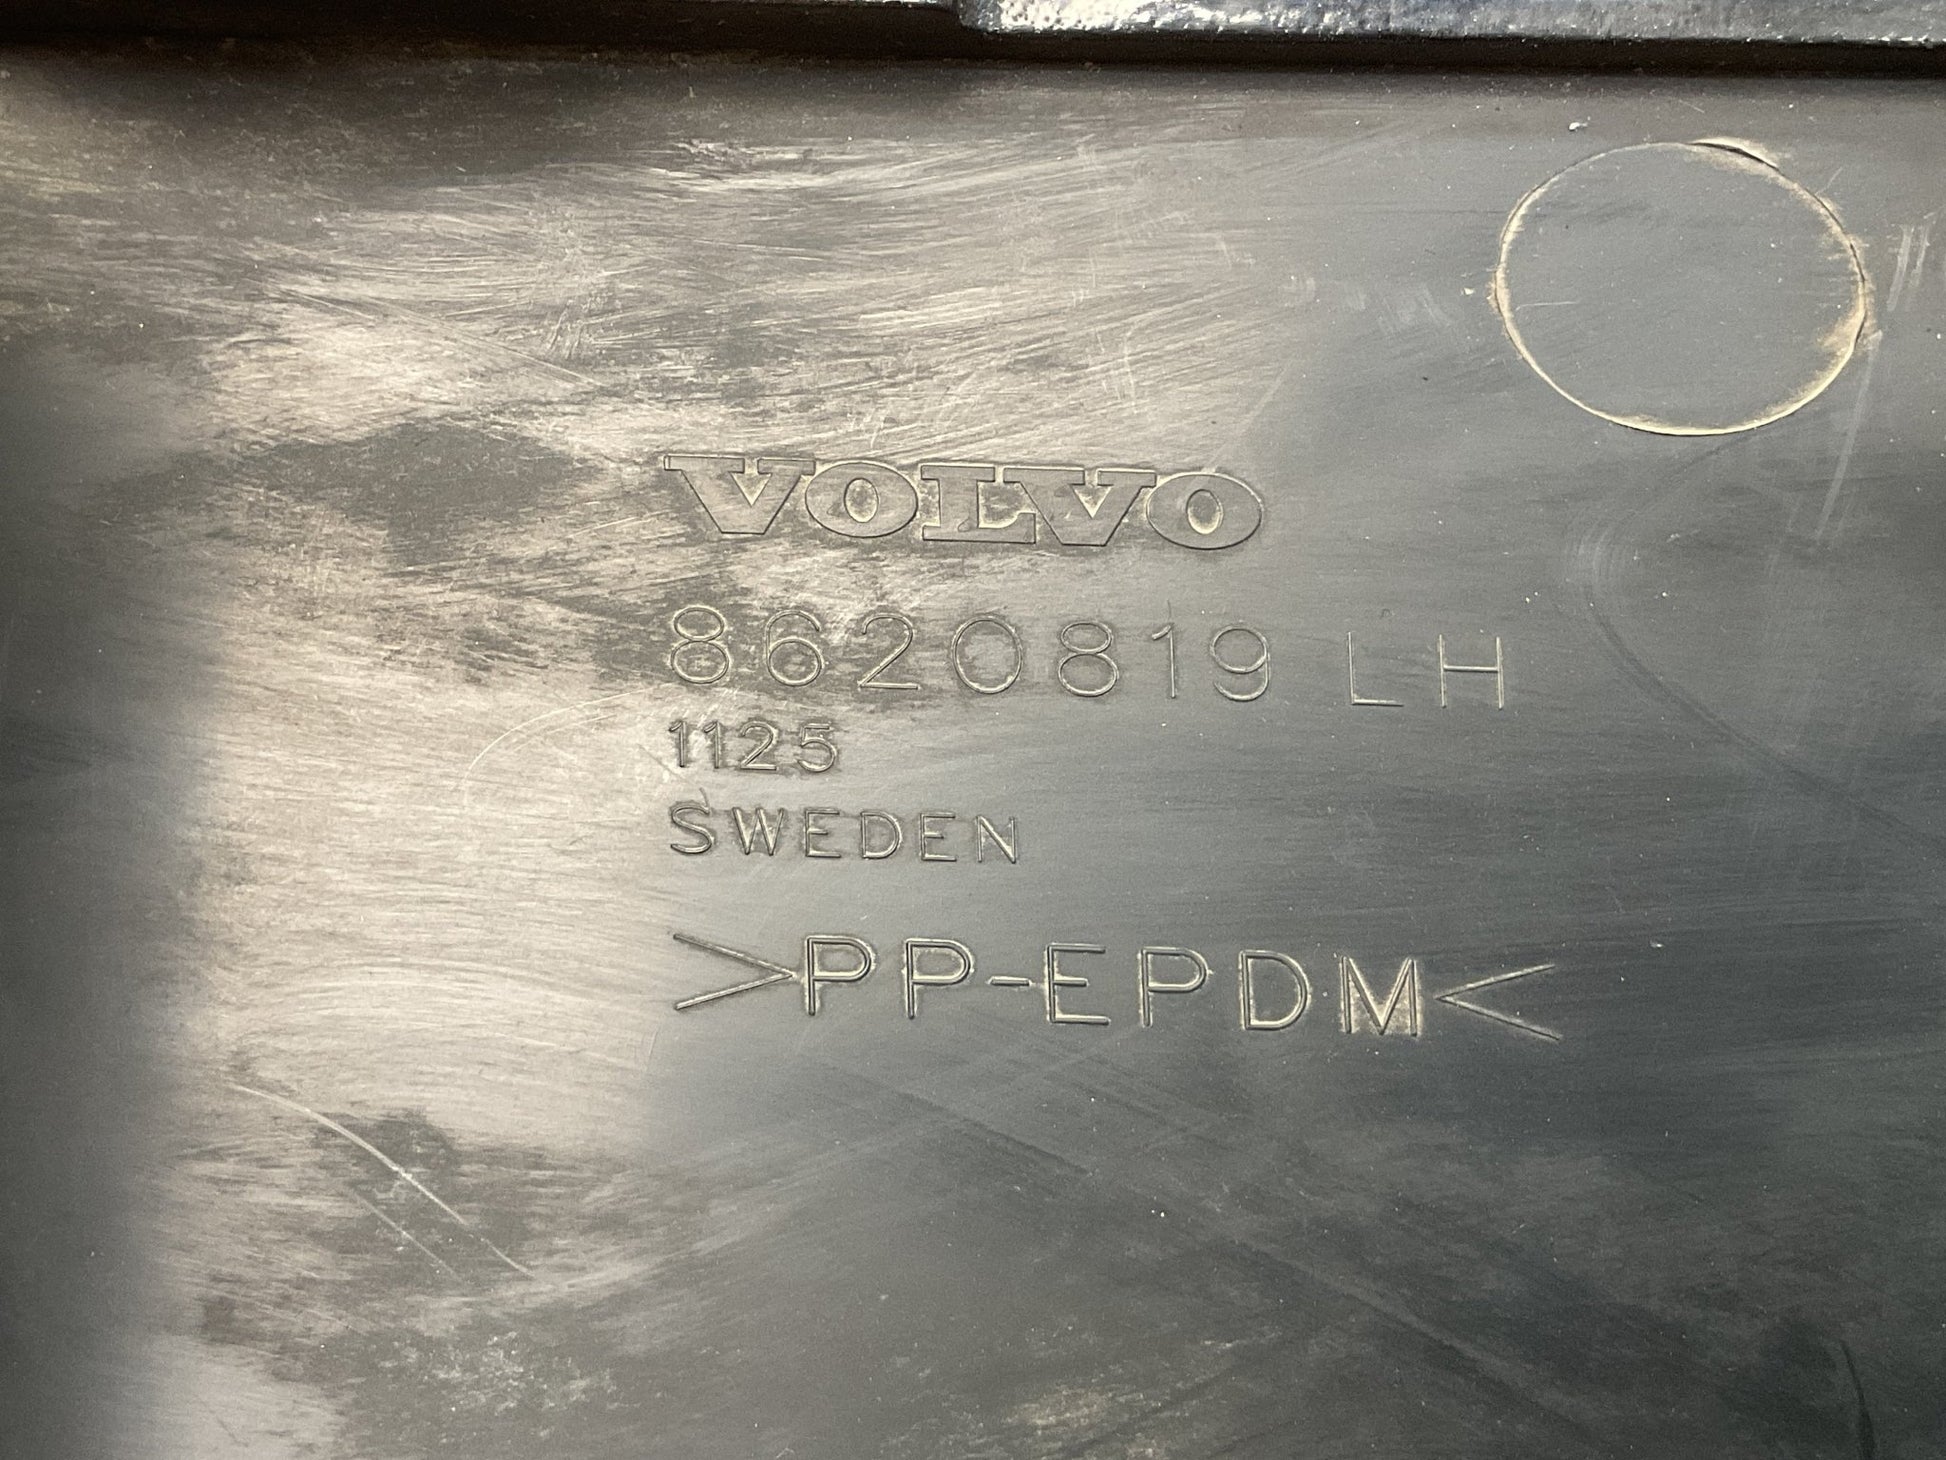 VOLVO
8620819 LH
1125
SWEDEN
>PP-EPDM<